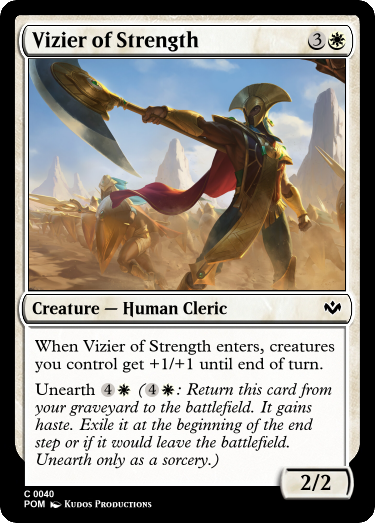 Vizier of Strength 3
Creature — Human Cleric
When Vizier of Strength enters, creatures
you control get +1/+1 until end of turn.
Unearth 4 (4: Return this card from
your graveyard to the battlefield. It gains
haste. Exile it at the beginning of the end
step or if it would leave the battlefield.
Unearth only as a sorcery.)
2/2
C 0040
POM Kudos Productions